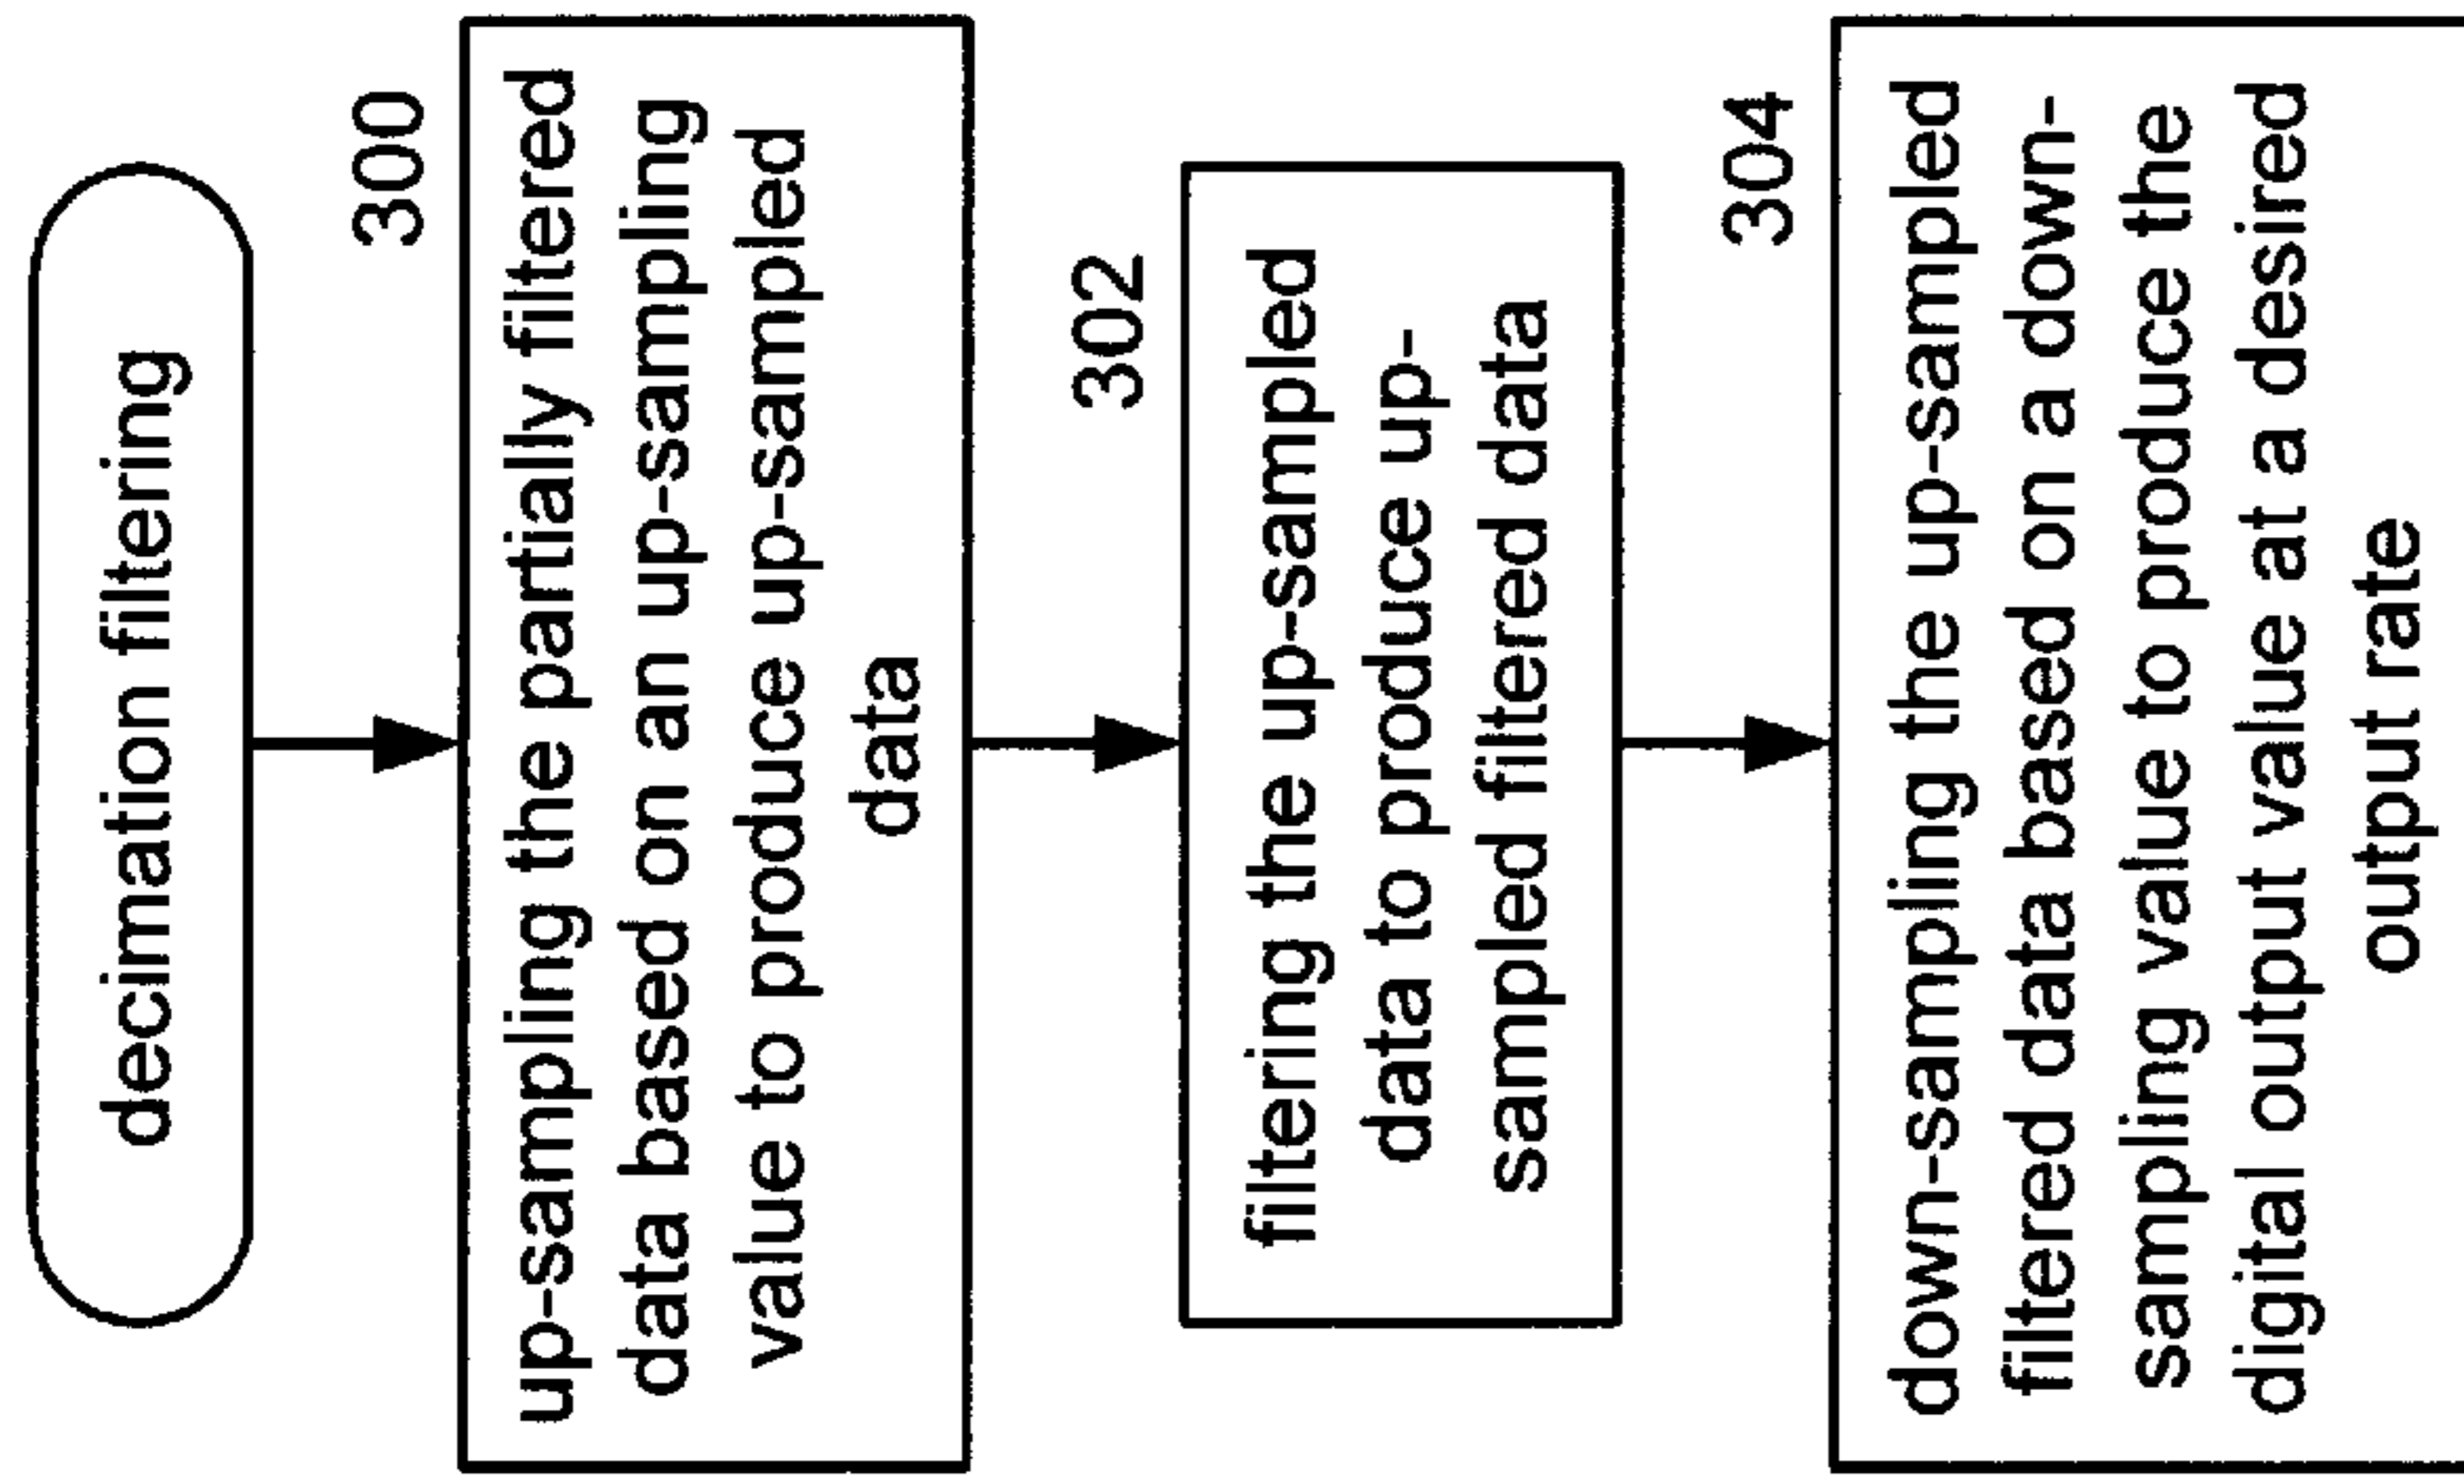 decimation filtering
300
up-sampling the partially filtered
data based on an up-sampling
value to produce up-sampled
data
302
filtering the up-sampled
data to produce up-
sampled filtered data
304
down-sampling the up-sampled
filtered data based on a down-
sampling value to produce the
digital output value at a desired
output rate